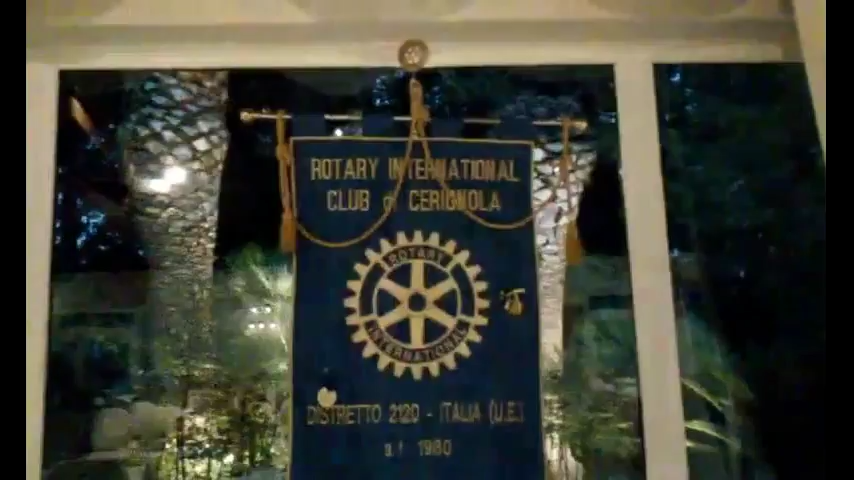 ROTARY INTERNATIONAL
CLUB di CERIGNOLA
ROTARY
INTERNATIONAL
DISTRETTO 2120 - ITALIA (U.E.)
a.f. 1980